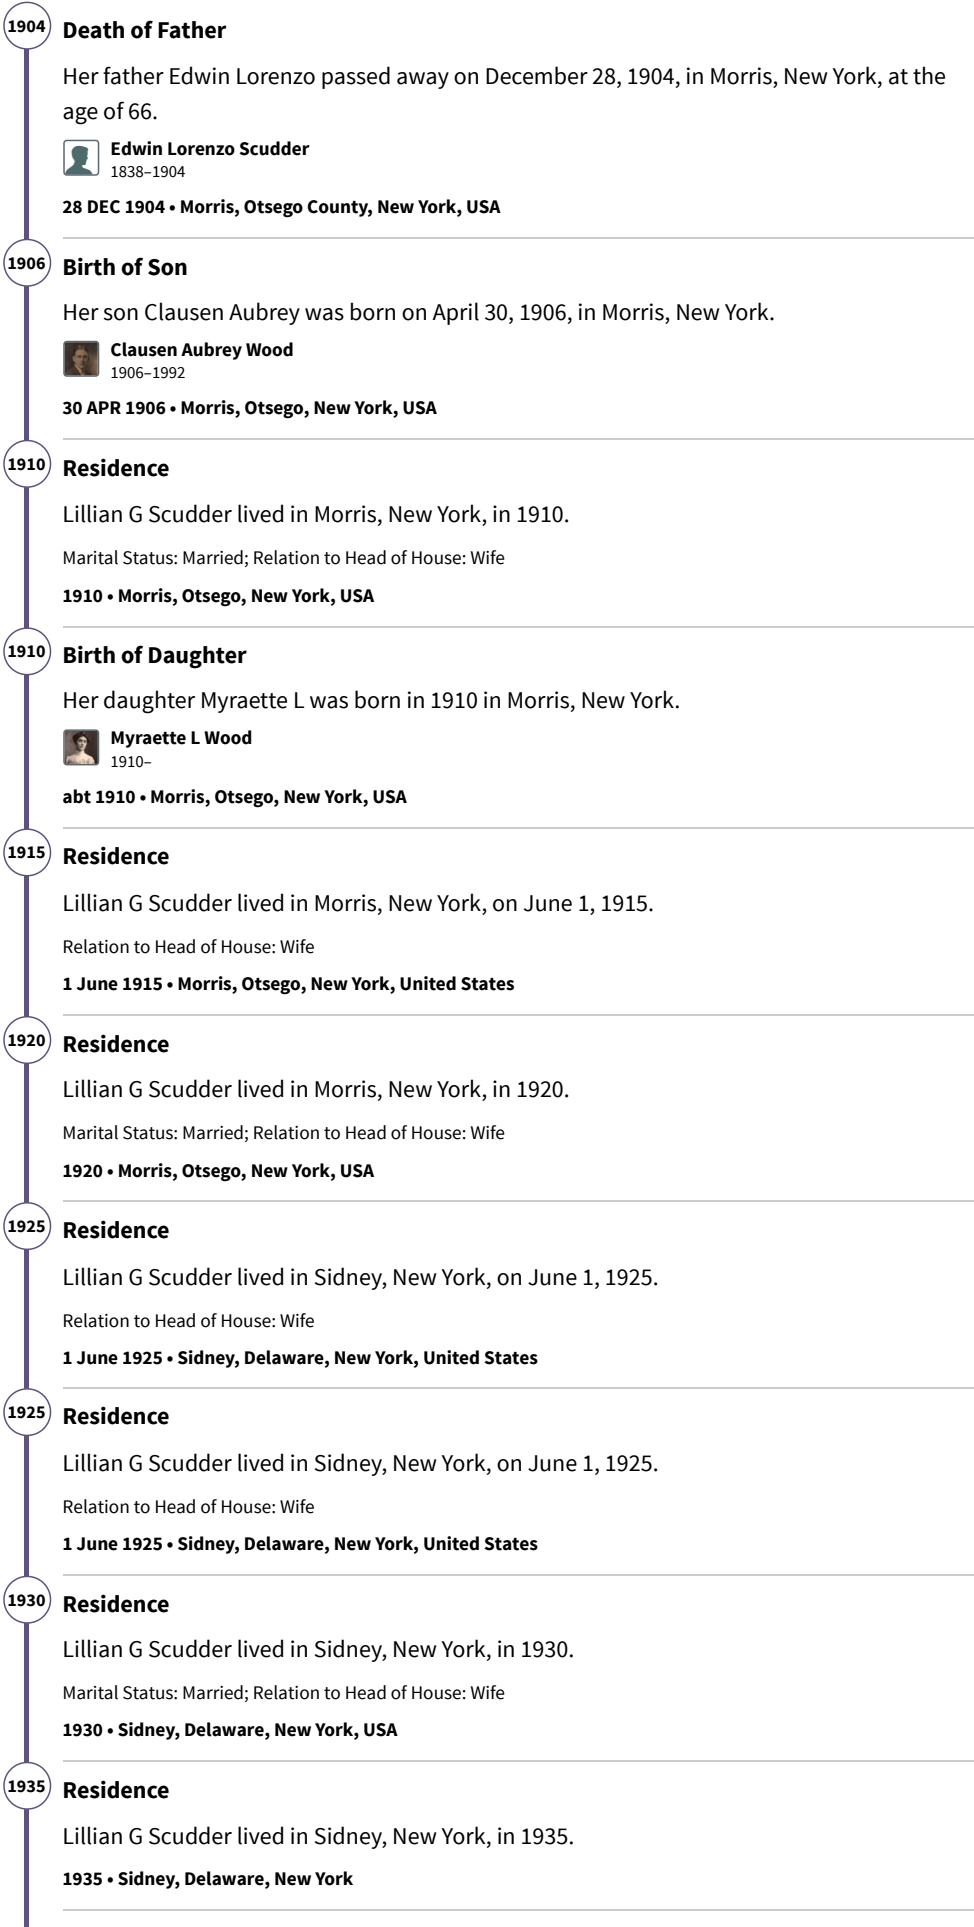 1904
Death of Father
Her father Edwin Lorenzo passed away on December 28, 1904, in Morris, New York, at the
age of 66.
Edwin Lorenzo Scudder
1838–1904
28 DEC 1904 • Morris, Otsego County, New York, USA
1906
Birth of Son
Her son Clausen Aubrey was born on April 30, 1906, in Morris, New York.
Clausen Aubrey Wood
1906–1992
30 APR 1906 • Morris, Otsego, New York, USA
1910
Residence
Lillian G Scudder lived in Morris, New York, in 1910.
Marital Status: Married; Relation to Head of House: Wife
1910 • Morris, Otsego, New York, USA
1910
Birth of Daughter
Her daughter Myraette L was born in 1910 in Morris, New York.
Myraette L Wood
1910–
abt 1910 • Morris, Otsego, New York, USA
1915
Residence
Lillian G Scudder lived in Morris, New York, on June 1, 1915.
Relation to Head of House: Wife
1 June 1915 • Morris, Otsego, New York, United States
1920
Residence
Lillian G Scudder lived in Morris, New York, in 1920.
Marital Status: Married; Relation to Head of House: Wife
1920 • Morris, Otsego, New York, USA
1925
Residence
Lillian G Scudder lived in Sidney, New York, on June 1, 1925.
Relation to Head of House: Wife
1 June 1925 • Sidney, Delaware, New York, United States
1925
Residence
Lillian G Scudder lived in Sidney, New York, on June 1, 1925.
Relation to Head of House: Wife
1 June 1925 • Sidney, Delaware, New York, United States
1930
Residence
Lillian G Scudder lived in Sidney, New York, in 1930.
Marital Status: Married; Relation to Head of House: Wife
1930 • Sidney, Delaware, New York, USA
1935
Residence
Lillian G Scudder lived in Sidney, New York, in 1935.
1935 • Sidney, Delaware, New York